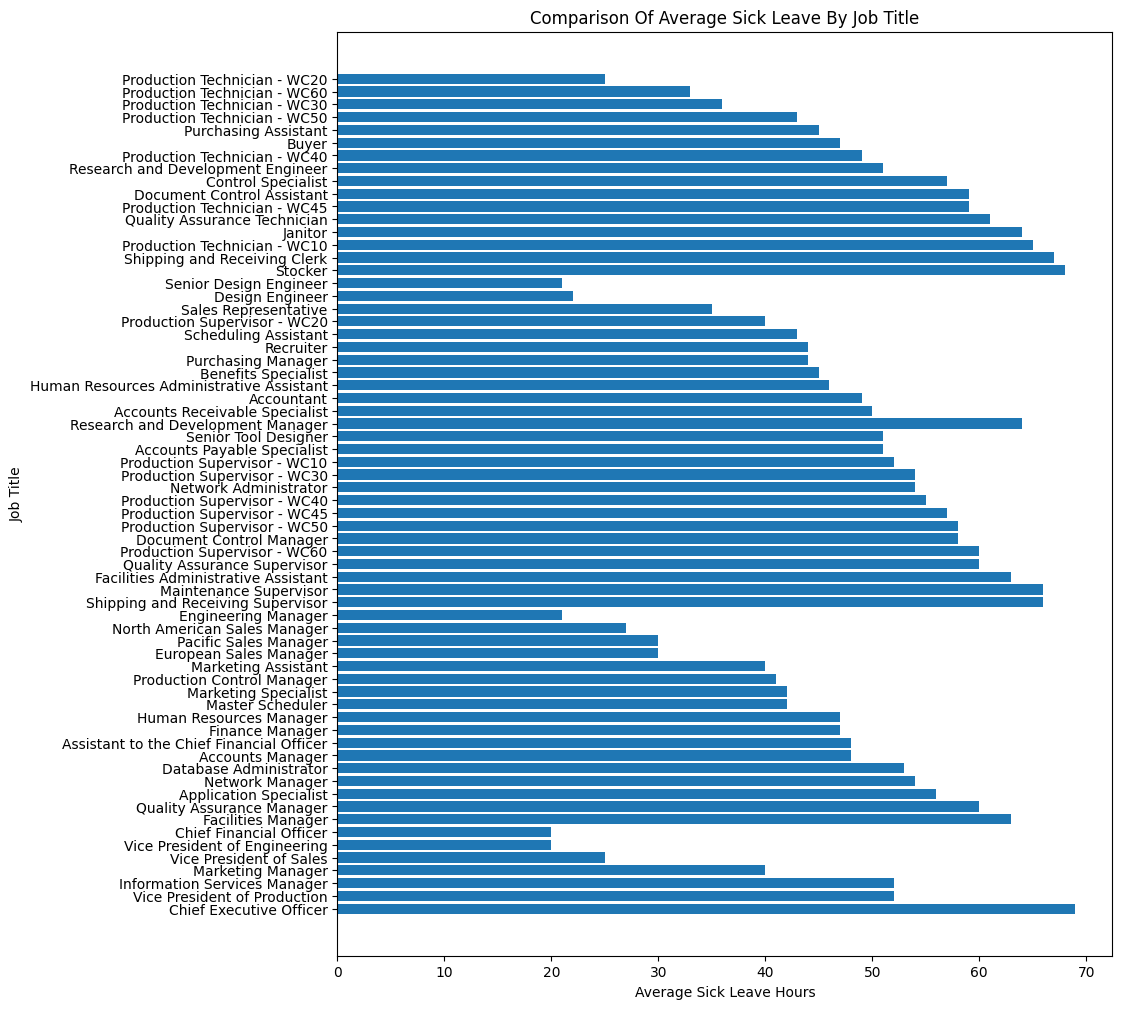 Comparison Of Average Sick Leave By Job Title
Production Technician - WC20
Production Technician - WC60
Production Technician - WC30
Production Technician - WC50
Purchasing Assistant
Buyer
Production Technician - WC40
Research and Development Engineer
Control Specialist
Document Control Assistant
Production Technician - WC45
Quality Assurance Technician
Janitor
Production Technician - WC10
Shipping and Receiving Clerk
Stocker
Senior Design Engineer
Design Engineer
Sales Representative
Production Supervisor - WC20
Scheduling Assistant
Recruiter
Purchasing Manager
Benefits Specialist
Human Resources Administrative Assistant
Accountant
Accounts Receivable Specialist
Research and Development Manager
Senior Tool Designer
Accounts Payable Specialist
Production Supervisor - WC10
Production Supervisor - WC30
Network Administrator
Production Supervisor - WC40
Production Supervisor - WC45
Production Supervisor - WC50
Document Control Manager
Production Supervisor - WC60
Quality Assurance Supervisor
Facilities Administrative Assistant
Maintenance Supervisor
Shipping and Receiving Supervisor
Engineering Manager
North American Sales Manager
Pacific Sales Manager
European Sales Manager
Marketing Assistant
Production Control Manager
Marketing Specialist
Master Scheduler
Human Resources Manager
Finance Manager
Assistant to the Chief Financial Officer
Accounts Manager
Database Administrator
Network Manager
Application Specialist
Quality Assurance Manager
Facilities Manager
Chief Financial Officer
Vice President of Engineering
Vice President of Sales
Marketing Manager
Information Services Manager
Vice President of Production
Chief Executive Officer
Job Title
0 10 20 30 40 50 60 70
Average Sick Leave Hours